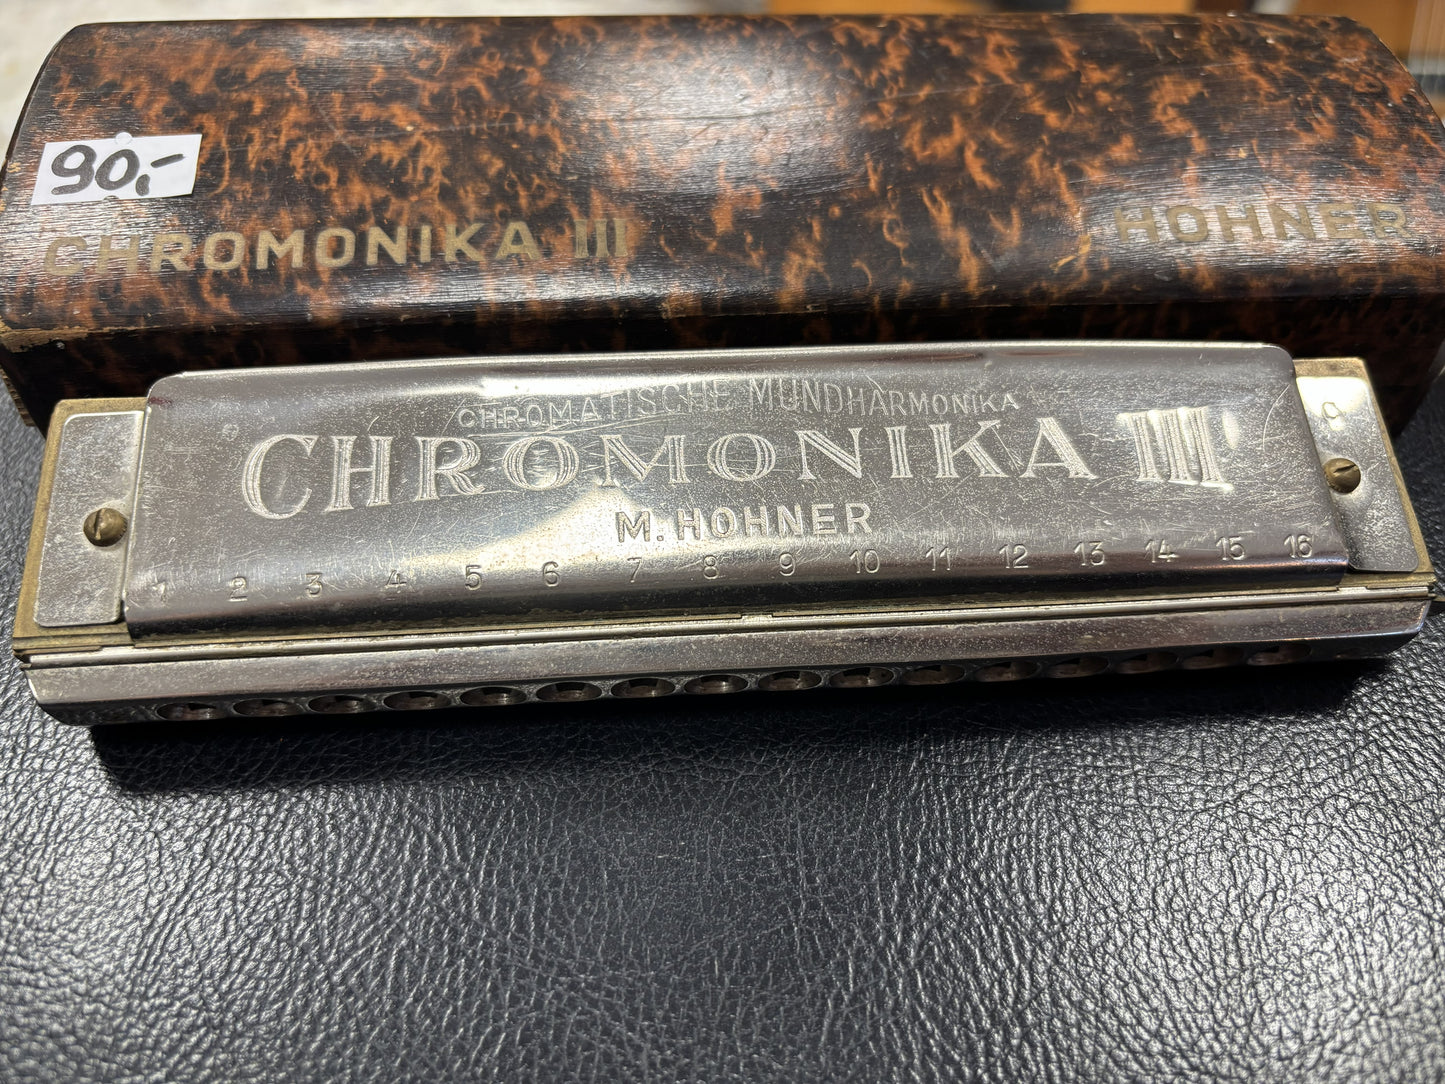 90,-
CHROMONIKA III HOHNER
CHROMATISCHE MUNDHARMONIKA
CHROMONIKA III
M. HOHNER
C
1 2 3 4 5 6 7 8 9 10 11 12 13 14 15 16